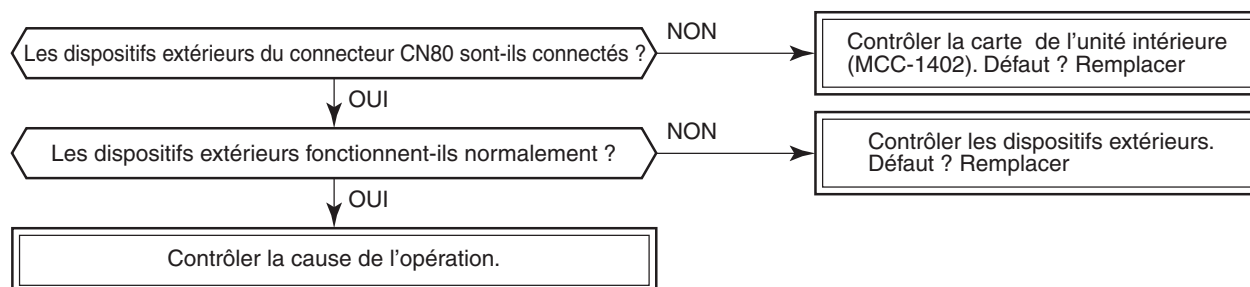 Les dispositifs extérieurs du connecteur CN80 sont-ils connectés ?
NON
Contrôler la carte de l'unité intérieure
(MCC-1402). Défaut ? Remplacer
OUI
Les dispositifs extérieurs fonctionnent-ils normalement ?
NON
Contrôler les dispositifs extérieurs.
Défaut ? Remplacer
OUI
Contrôler la cause de l'opération.